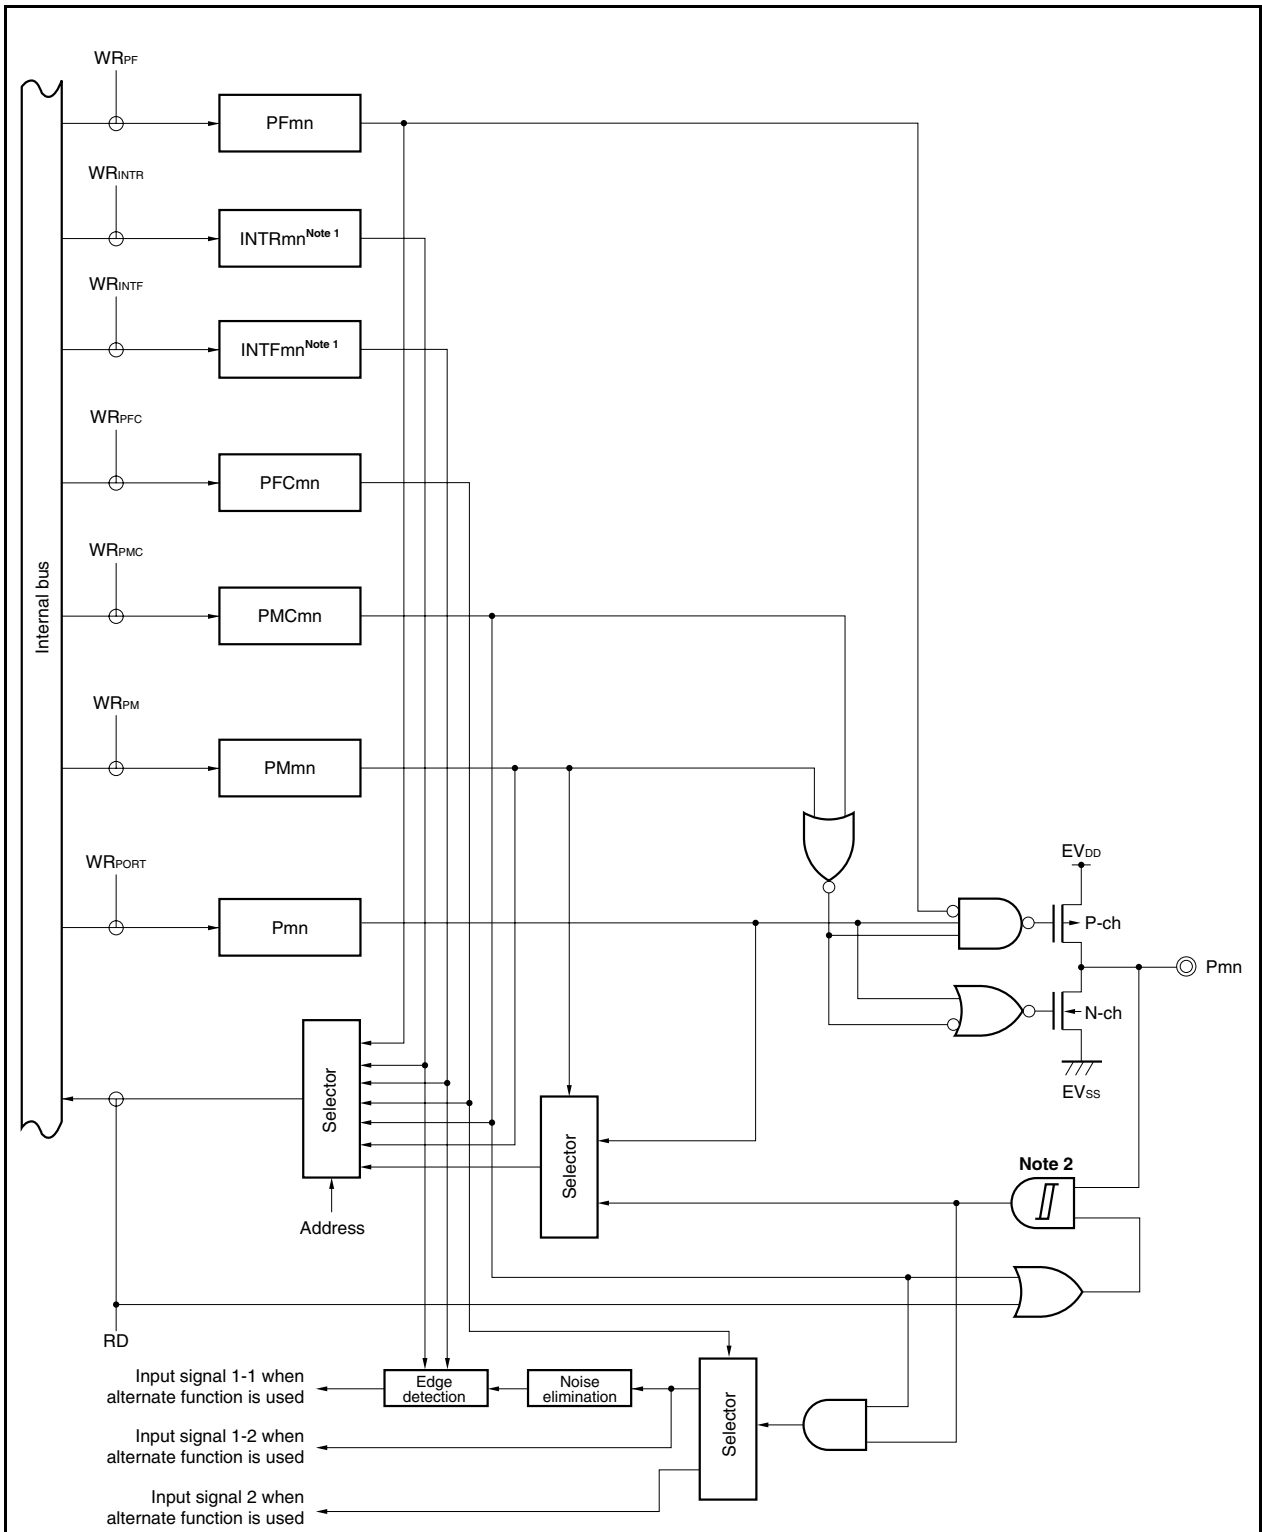 WRPF
PFmn
WRINTR
INTRmnNote 1
WRINTF
INTFmnNote 1
WRPFC
PFCmn
WRPMC
PMCmn
Internal bus
WRPM
PMmn
WRPORT
Pmn
EVDD
P-ch
Pmn
N-ch
EVSS
Selector
Selector
Note 2
Address
RD
Input signal 1-1 when
alternate function is used
Edge
detection
Noise
elimination
Selector
Input signal 1-2 when
alternate function is used
Input signal 2 when
alternate function is used